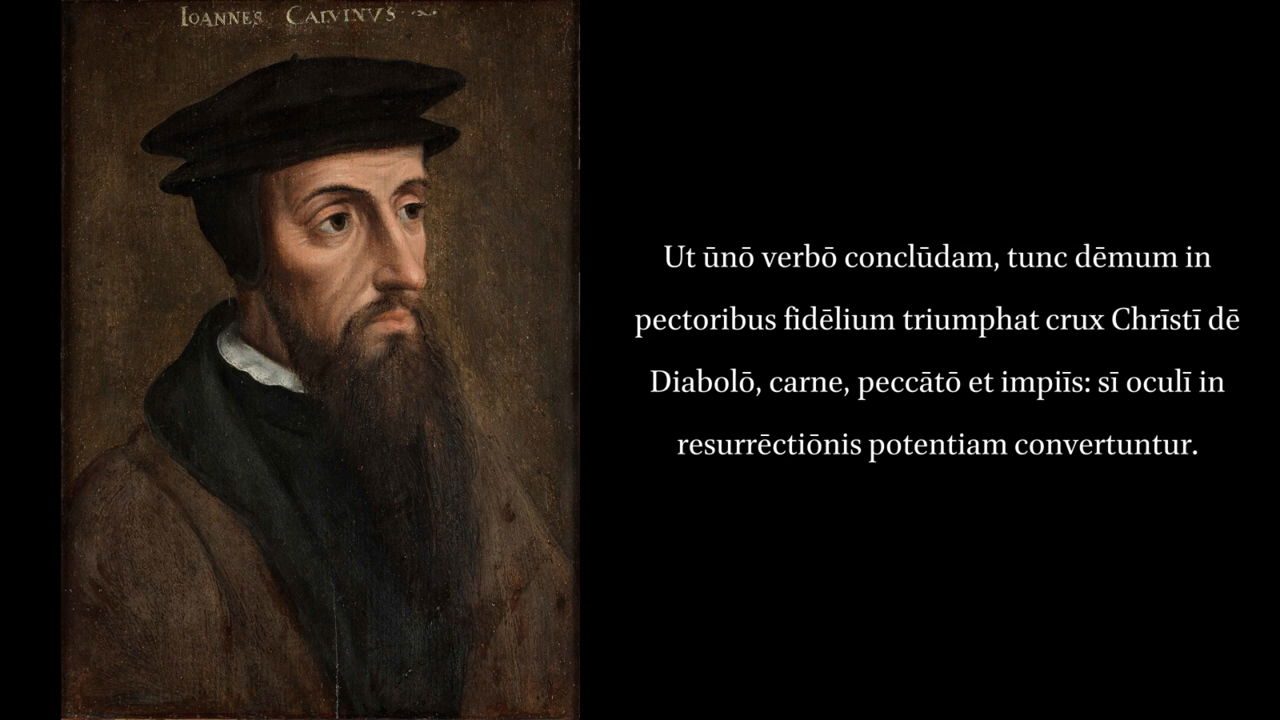 IOANNES CALVINVS
Ut ūnō verbō conclūdam, tunc dēmum in
pectoribus fidēlium triumphat crux Chrīstī dē
Diabolō, carne, peccātō et impiīs: sī oculī in
resurrēctiōnis potentiam convertuntur.